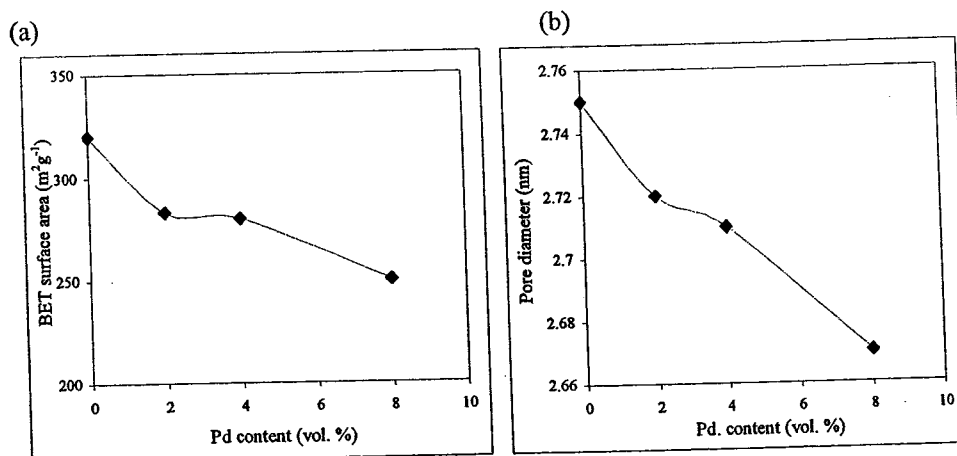 (a)
350
300
250
200
0 2 4 6 8 10
BET surface area (m²g⁻¹)
Pd content (vol. %)
(b)
2.76
2.74
2.72
2.7
2.68
2.66
0 2 4 6 8 10
Pore diameter (nm)
Pd. content (vol. %)